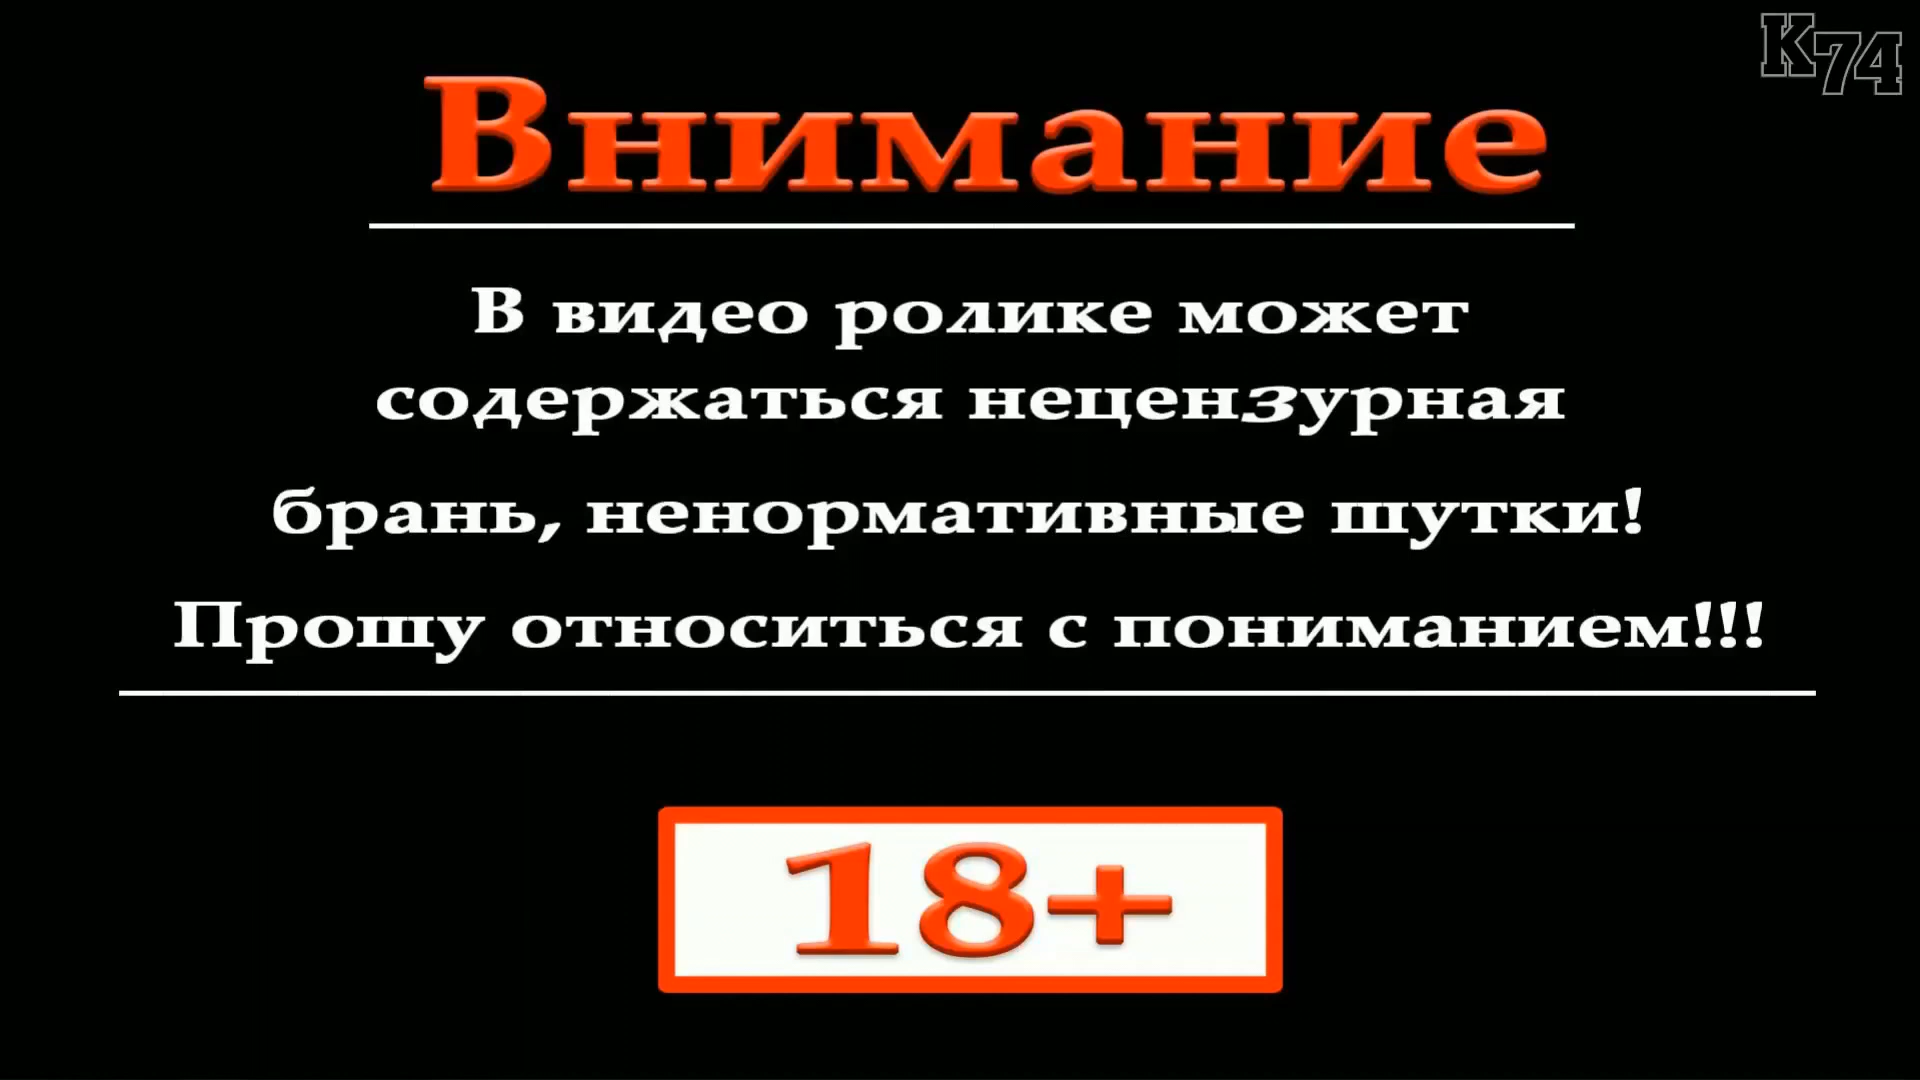 K74
Внимание
В видео ролике может
содержаться нецензурная
брань, ненормативные шутки!
Прошу относиться с пониманием!!!
18+